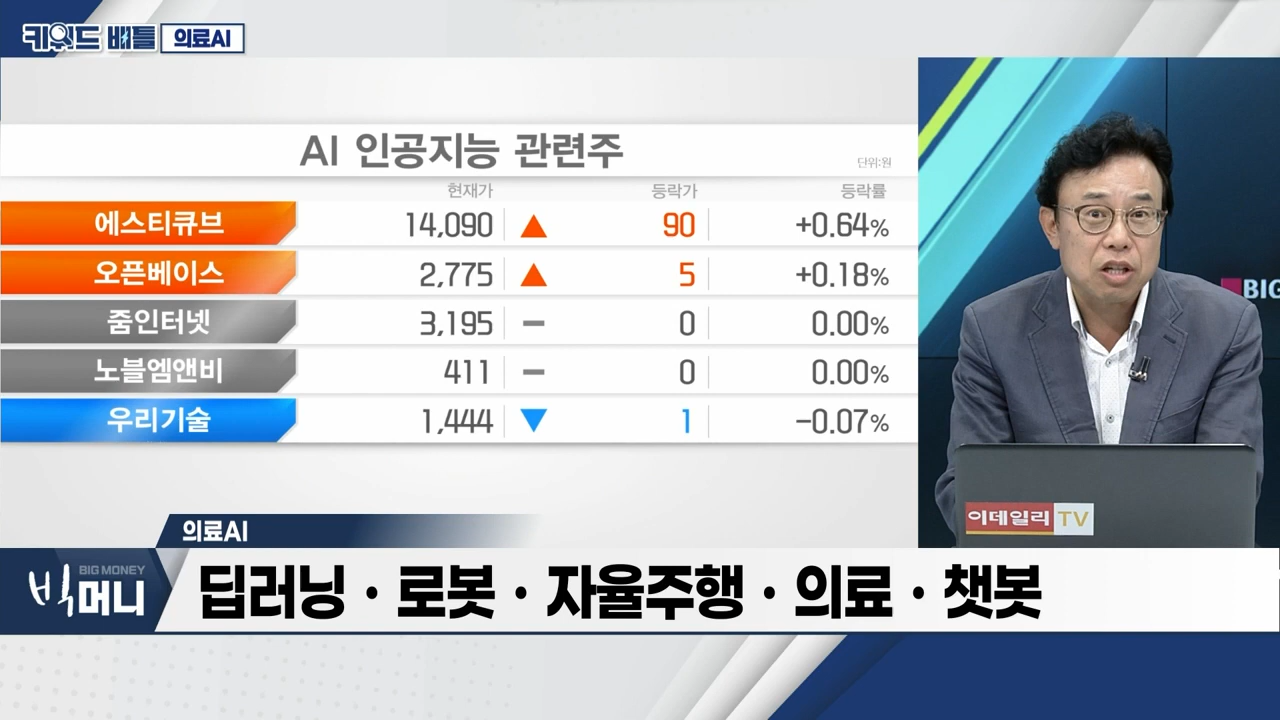 키워드 배틀 의료AI
AI 인공지능 관련주
단위:원
현재가 등락가 등락률
에스티큐브 14,090 ▲ 90 +0.64%
오픈베이스 2,775 ▲ 5 +0.18%
줌인터넷 3,195 − 0 0.00%
노블엠앤비 411 − 0 0.00%
우리기술 1,444 ▼ 1 −0.07%
BIG
이데일리 TV
의료AI
BIG MONEY
빅머니
딥러닝 · 로봇 · 자율주행 · 의료 · 챗봇